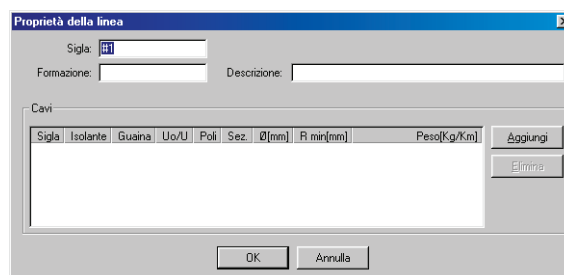 Proprietà della linea
Sigla: #1
Formazione: Descrizione:
Cavi
Sigla Isolante Guaina Uo/U Poli Sez. Ø[mm] R min[mm] Peso[Kg/Km]
Aggiungi
Elimina
OK Annulla